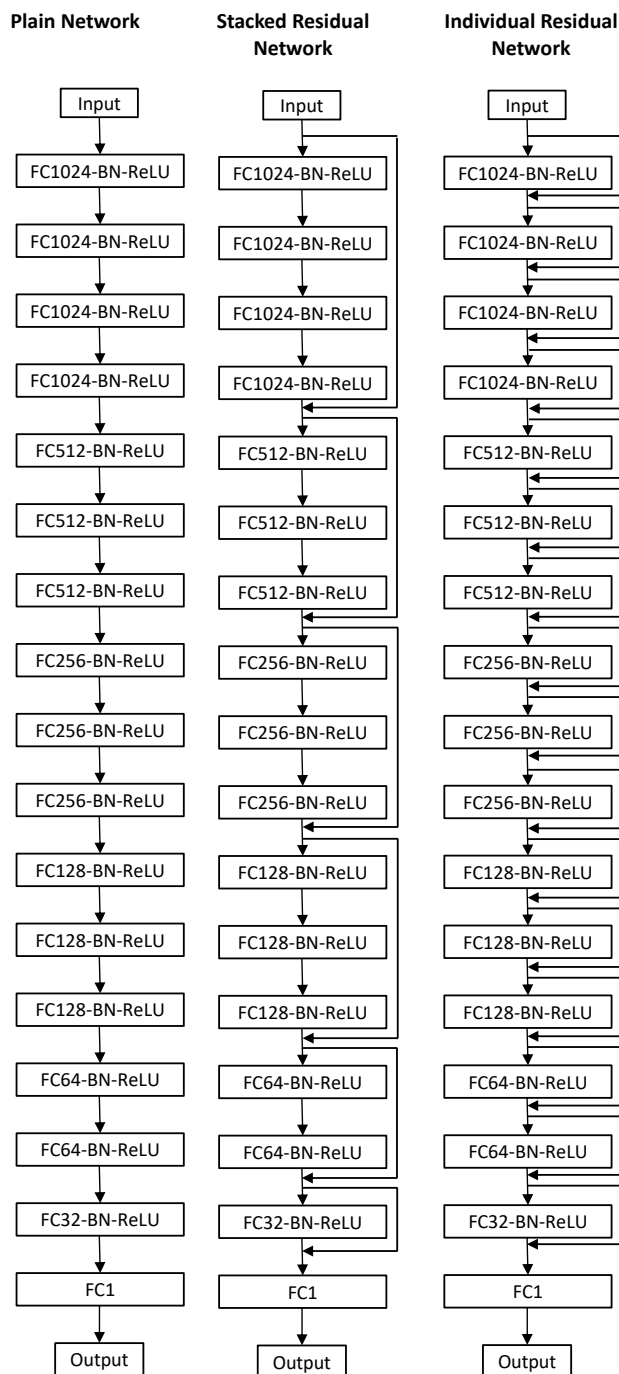 Plain Network
Input
FC1024-BN-ReLU
FC1024-BN-ReLU
FC1024-BN-ReLU
FC1024-BN-ReLU
FC512-BN-ReLU
FC512-BN-ReLU
FC512-BN-ReLU
FC256-BN-ReLU
FC256-BN-ReLU
FC256-BN-ReLU
FC128-BN-ReLU
FC128-BN-ReLU
FC128-BN-ReLU
FC64-BN-ReLU
FC64-BN-ReLU
FC32-BN-ReLU
FC1
Output
Stacked Residual
Network
Input
FC1024-BN-ReLU
FC1024-BN-ReLU
FC1024-BN-ReLU
FC1024-BN-ReLU
FC512-BN-ReLU
FC512-BN-ReLU
FC512-BN-ReLU
FC256-BN-ReLU
FC256-BN-ReLU
FC256-BN-ReLU
FC128-BN-ReLU
FC128-BN-ReLU
FC128-BN-ReLU
FC64-BN-ReLU
FC64-BN-ReLU
FC32-BN-ReLU
FC1
Output
Individual Residual
Network
Input
FC1024-BN-ReLU
FC1024-BN-ReLU
FC1024-BN-ReLU
FC1024-BN-ReLU
FC512-BN-ReLU
FC512-BN-ReLU
FC512-BN-ReLU
FC256-BN-ReLU
FC256-BN-ReLU
FC256-BN-ReLU
FC128-BN-ReLU
FC128-BN-ReLU
FC128-BN-ReLU
FC64-BN-ReLU
FC64-BN-ReLU
FC32-BN-ReLU
FC1
Output